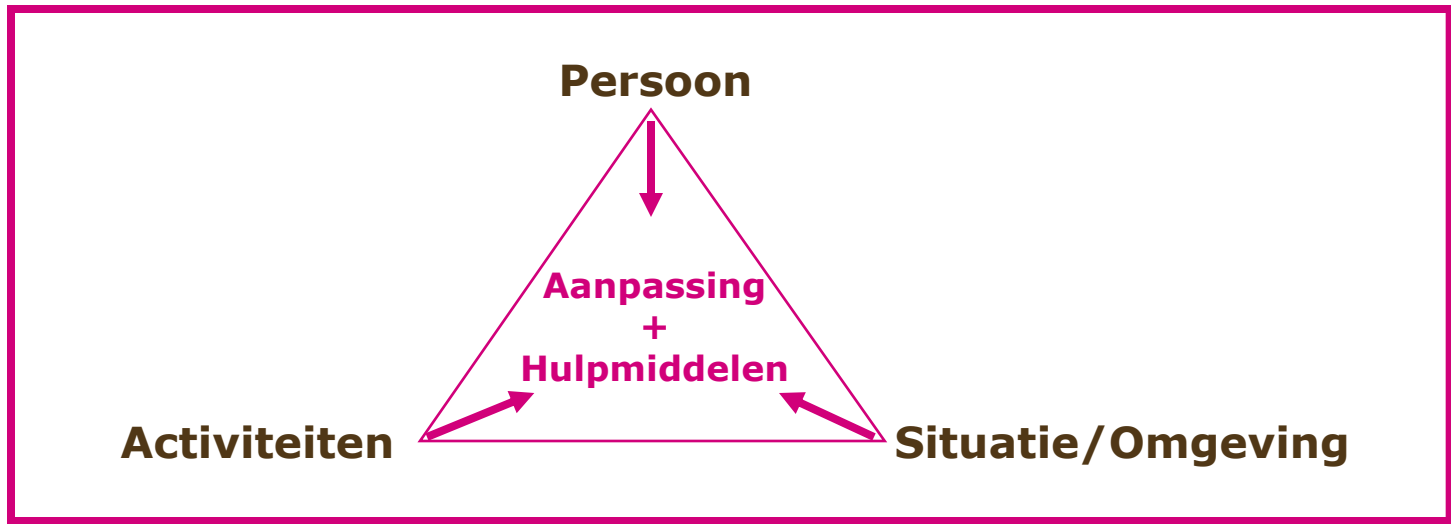 Persoon
Aanpassing
+
Hulpmiddelen
Activiteiten
Situatie/Omgeving